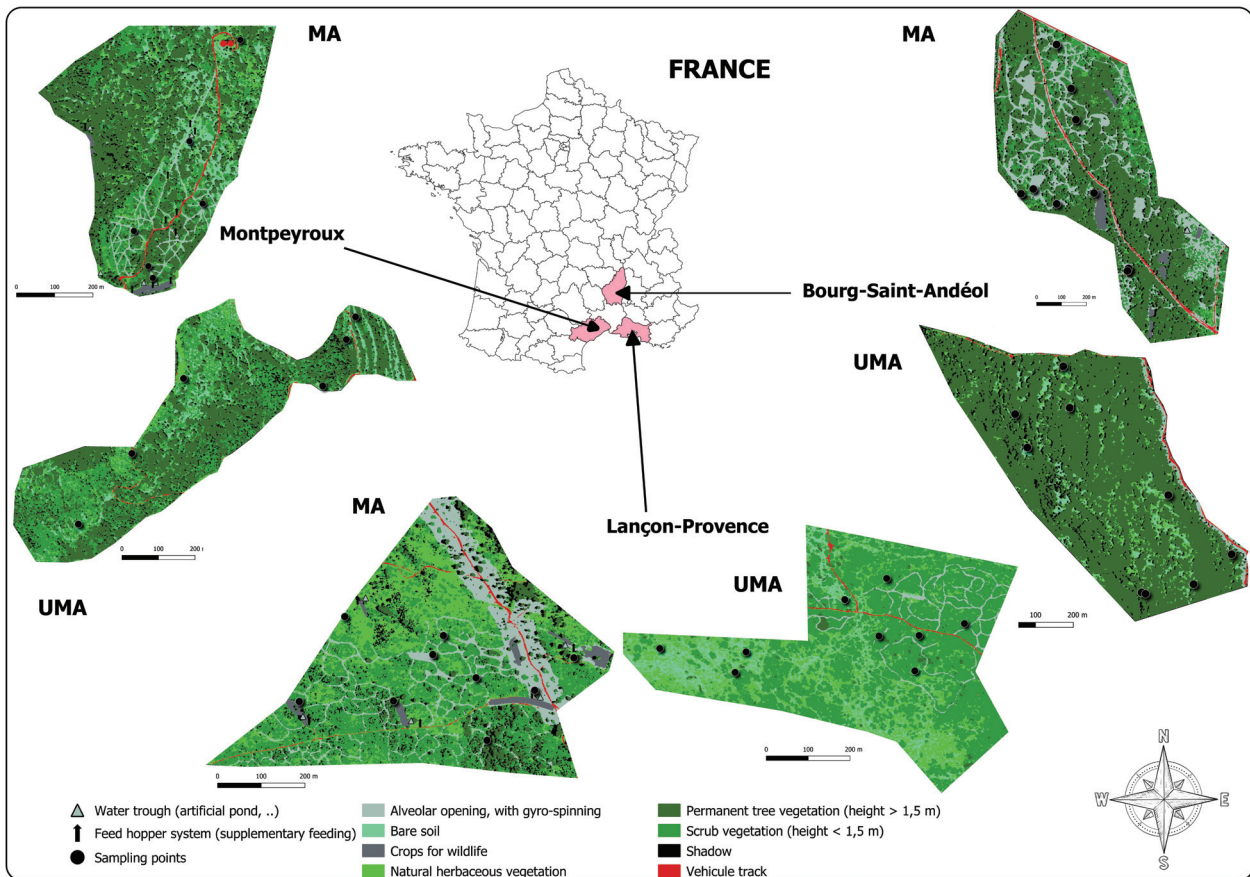 MA
FRANCE
MA
Montpeyroux
Bourg-Saint-Andéol
0 100 200 m
0 100 200 m
UMA
0 100 200 m
MA
Lançon-Provence
UMA
UMA
100 200 m
0 100 200 m
0 100 200 m
N
W E
S
Water trough (artificial pond, ..)
Feed hopper system (supplementary feeding)
Sampling points
Alveolar opening, with gyro-spinning
Bare soil
Crops for wildlife
Natural herbaceous vegetation
Permanent tree vegetation (height > 1,5 m)
Scrub vegetation (height < 1,5 m)
Shadow
Vehicule track